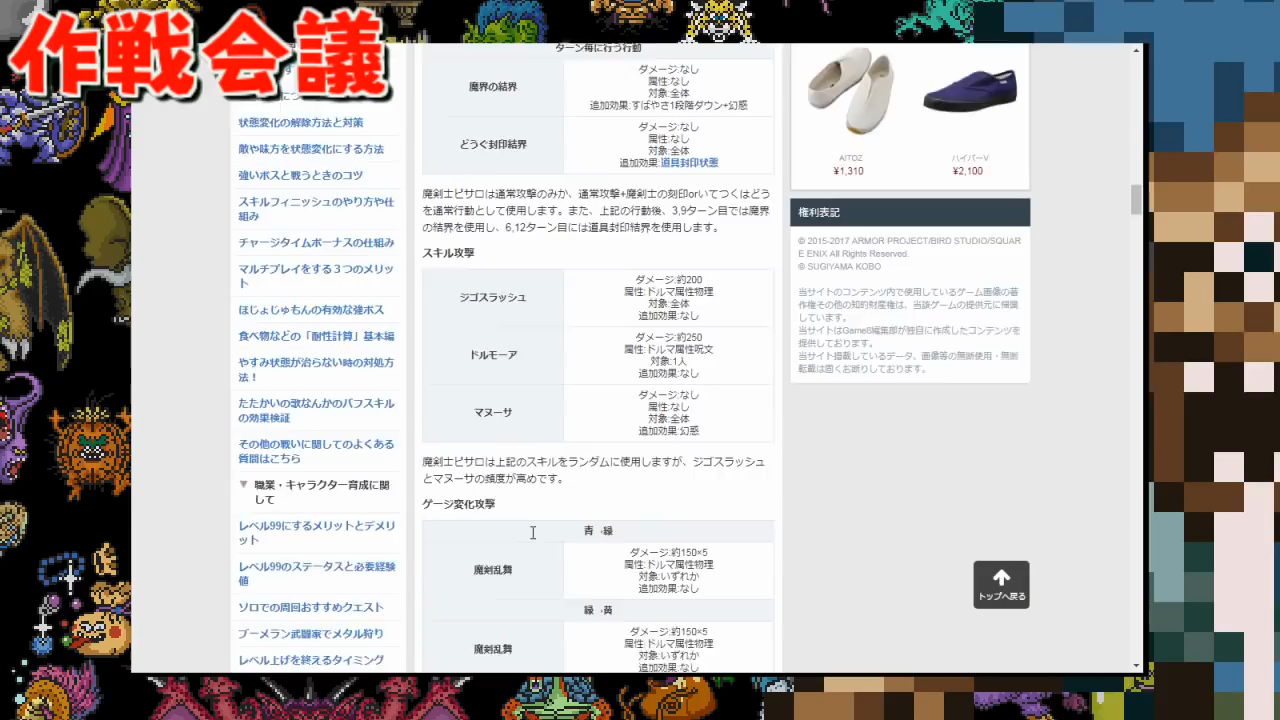 作戦会議
状態変化の解除方法と対策
敵や味方を状態変化にする方法
強いボスと戦うときのコツ
スキルフィニッシュのやり方や仕
組み
チャージタイムボーナスの仕組み
マルチプレイをする３つのメリッ
ト
ほじょじゅもんの有効な強ボス
食べ物などの「耐性計算」基本編
やすみ状態が治らない時の対処方
法！
たたかいの歌なんかのバフスキル
の効果検証
その他の戦いに関してのよくある
質問はこちら
▼ 職業・キャラクター育成に関
して
レベル99にするメリットとデメリ
ット
レベル99のステータスと必要経験
値
ソロでの周回おすすめクエスト
ブーメラン武闘家でメタル狩り
レベル上げを終えるタイミング
ターン毎に行う行動
魔界の結界
ダメージ:なし
属性:なし
対象:全体
追加効果:すばやさ1段階ダウン+幻惑
どうぐ封印結界
ダメージ:なし
属性:なし
対象:全体
追加効果:道具封印状態
魔剣士ピサロは通常攻撃のみか、通常攻撃+魔剣士の刻印orいてつくはどう
を通常行動として使用します。また、上記の行動後、3,9ターン目では魔界
の結界を使用し、6,12ターン目には道具封印結界を使用します。
スキル攻撃
ジゴスラッシュ
ダメージ:約200
属性:ドルマ属性物理
対象:全体
追加効果:なし
ドルモーア
ダメージ:約250
属性:ドルマ属性呪文
対象:1人
追加効果:なし
マヌーサ
ダメージ:なし
属性:なし
対象:全体
追加効果:幻惑
魔剣士ピサロは上記のスキルをランダムに使用しますが、ジゴスラッシュ
とマヌーサの頻度が高めです。
ゲージ変化攻撃
青→緑
魔剣乱舞
ダメージ:約150×5
属性:ドルマ属性物理
対象:いずれか
追加効果:なし
緑→黄
魔剣乱舞
ダメージ:約150×5
属性:ドルマ属性物理
対象:いずれか
追加効果:なし
AITOZ
¥1,310
ハイパーV
¥2,100
権利表記
© 2015-2017 ARMOR PROJECT/BIRD STUDIO/SQUAR
E ENIX All Rights Reserved.
© SUGIYAMA KOBO
当サイトのコンテンツ内で使用しているゲーム画像の著
作権その他の知的財産権は、当該ゲームの提供元に帰属
しています。
当サイトはGame8編集部が独自に作成したコンテンツを
提供しております。
当サイト掲載しているデータ、画像等の無断使用・無断
転載は固くお断りしております。
トップへ戻る